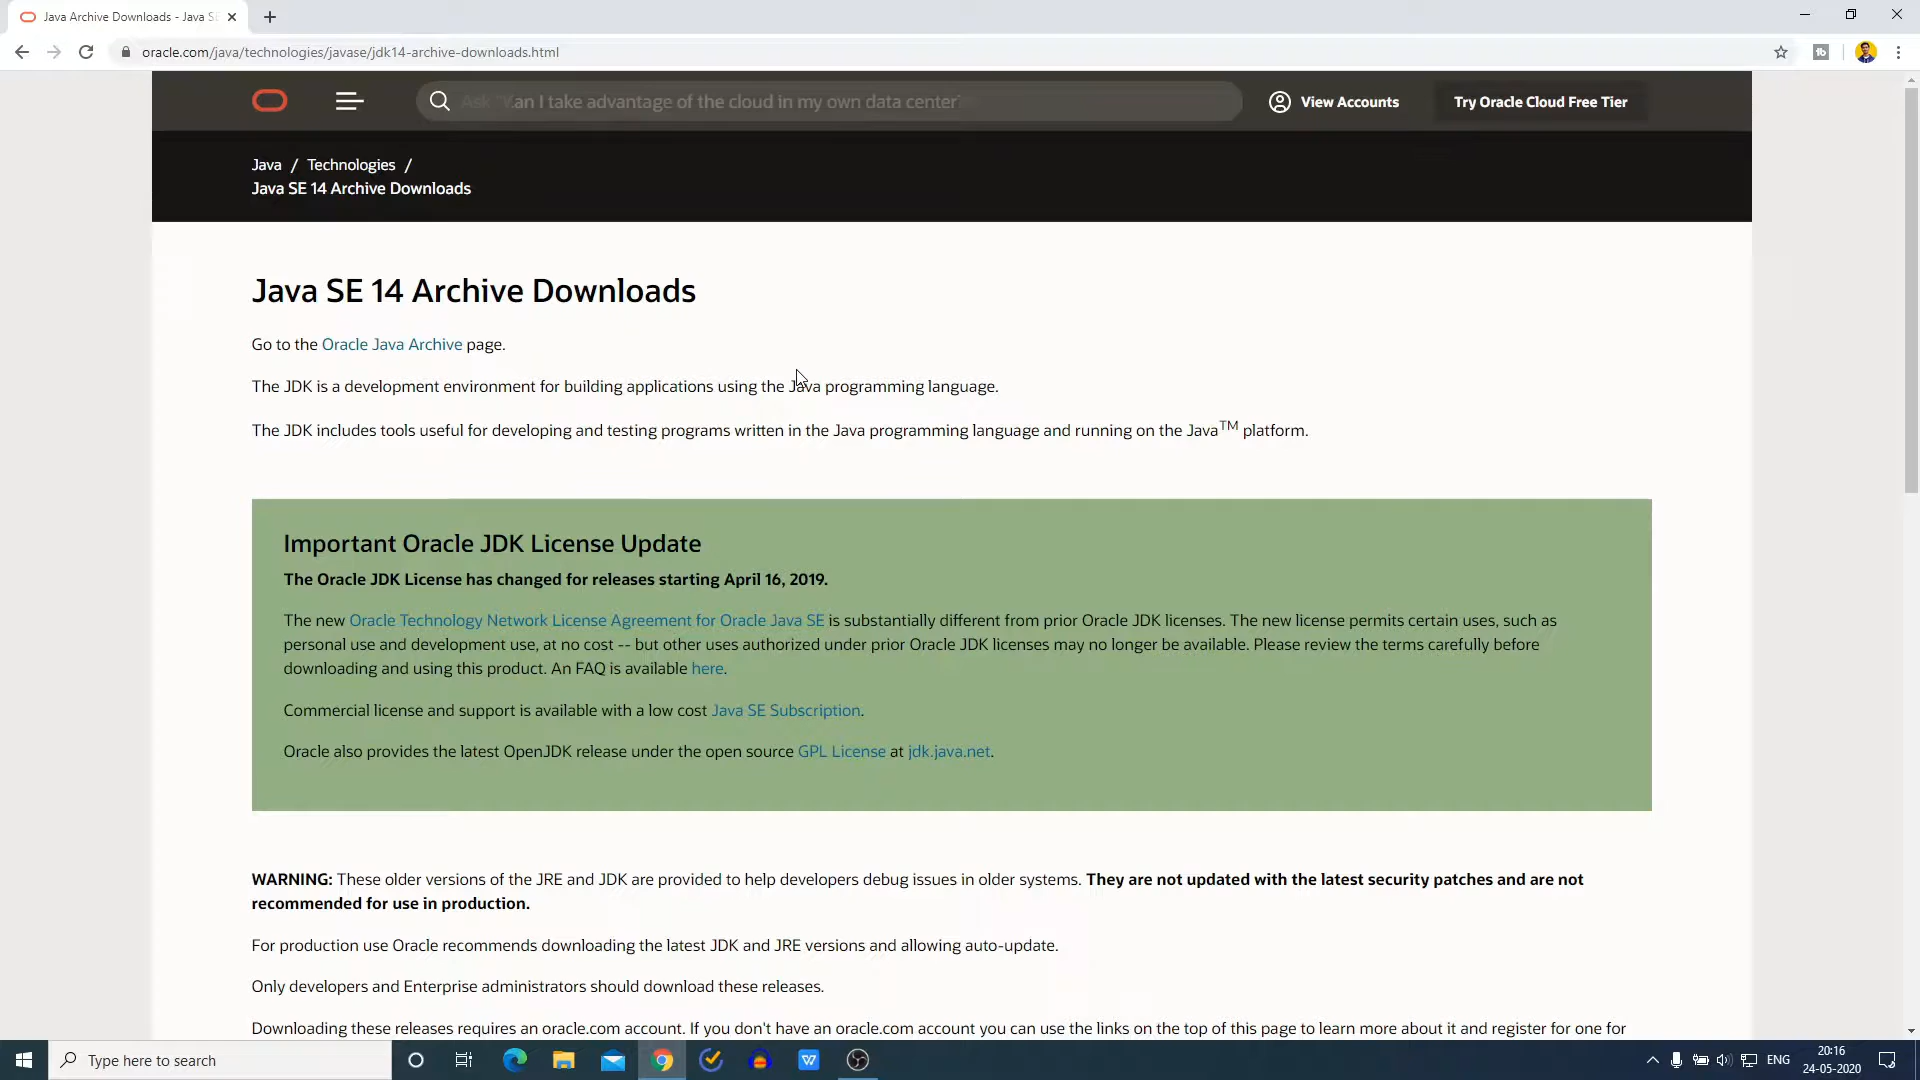 Java Archive Downloads - Java SE
oracle.com/java/technologies/javase/jdk14-archive-downloads.html
Ask "Can I take advantage of the cloud in my own data center"
View Accounts
Try Oracle Cloud Free Tier
Java / Technologies /
Java SE 14 Archive Downloads
Java SE 14 Archive Downloads
Go to the Oracle Java Archive page.
The JDK is a development environment for building applications using the Java programming language.
The JDK includes tools useful for developing and testing programs written in the Java programming language and running on the Java™ platform.
Important Oracle JDK License Update
The Oracle JDK License has changed for releases starting April 16, 2019.
The new Oracle Technology Network License Agreement for Oracle Java SE is substantially different from prior Oracle JDK licenses. The new license permits certain uses, such as
personal use and development use, at no cost -- but other uses authorized under prior Oracle JDK licenses may no longer be available. Please review the terms carefully before
downloading and using this product. An FAQ is available here.
Commercial license and support is available with a low cost Java SE Subscription.
Oracle also provides the latest OpenJDK release under the open source GPL License at jdk.java.net.
WARNING: These older versions of the JRE and JDK are provided to help developers debug issues in older systems. They are not updated with the latest security patches and are not
recommended for use in production.
For production use Oracle recommends downloading the latest JDK and JRE versions and allowing auto-update.
Only developers and Enterprise administrators should download these releases.
Downloading these releases requires an oracle.com account. If you don't have an oracle.com account you can use the links on the top of this page to learn more about it and register for one for
Type here to search
ENG
20:16
24-05-2020